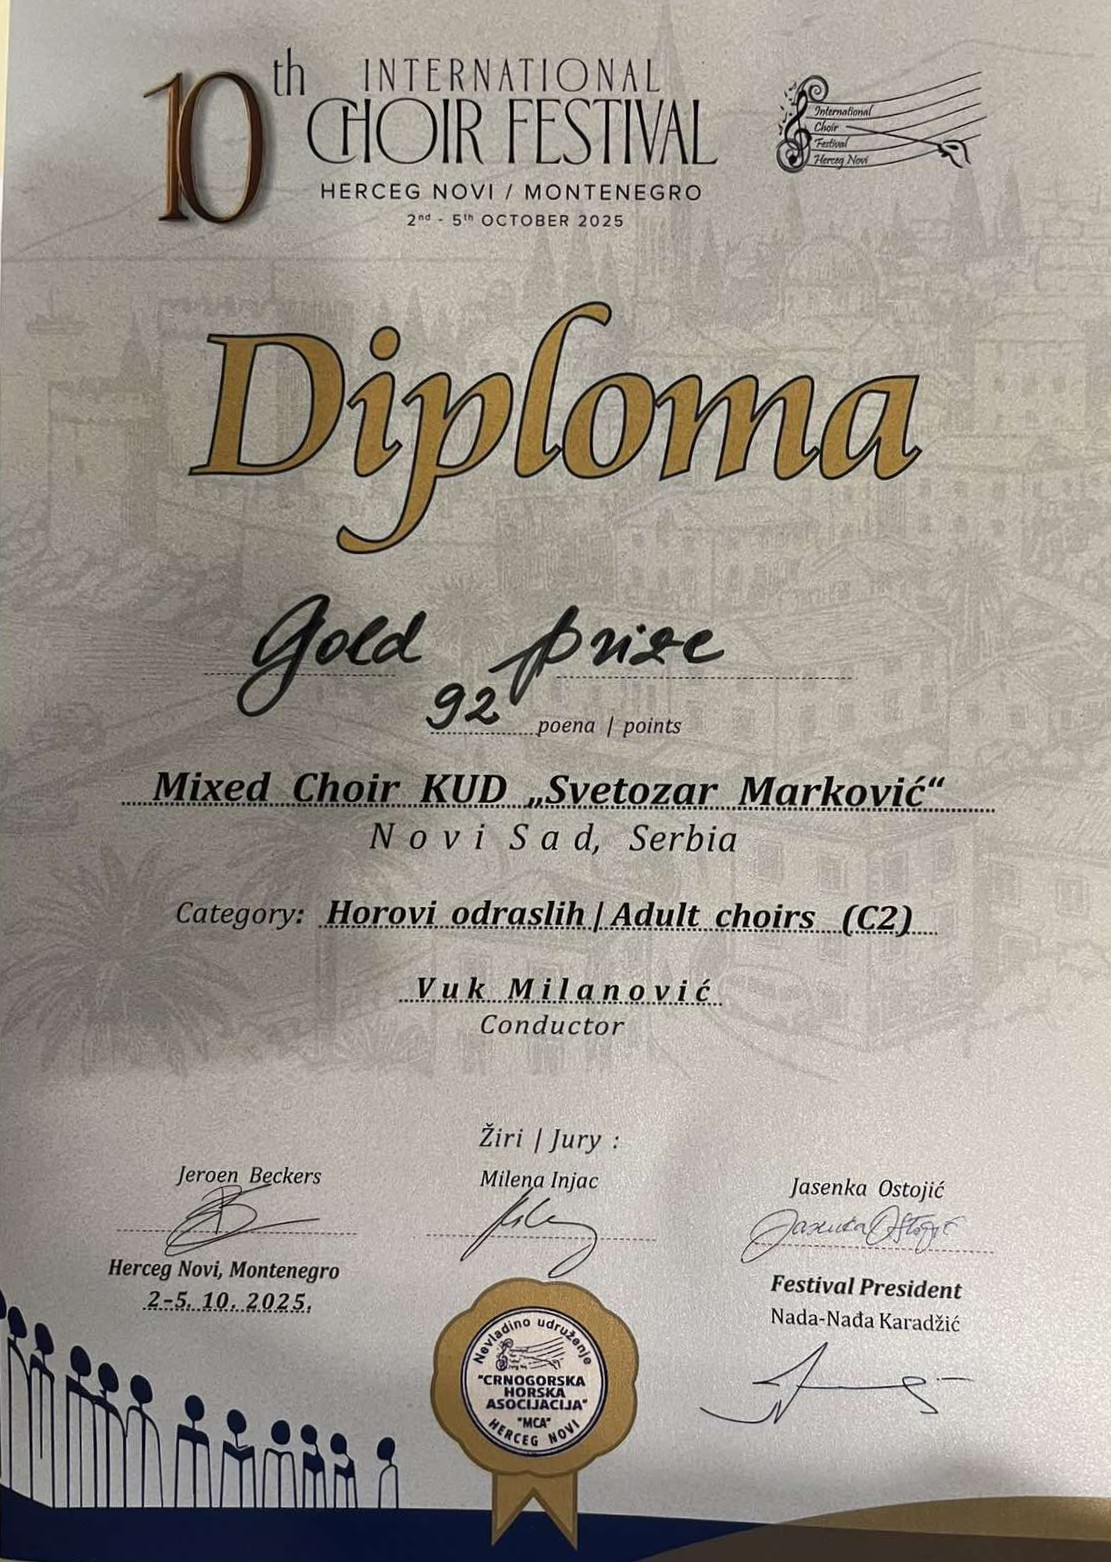 10th INTERNATIONAL
CHOIR FESTIVAL
HERCEG NOVI / MONTENEGRO
2nd - 5th OCTOBER 2025
International
Choir
Festival
Herceg Novi
Diploma
Gold prize
92 poena | points
Mixed Choir KUD „Svetozar Marković“
Novi Sad, Serbia
Category: Horovi odraslih | Adult choirs (C2)
Vuk Milanović
Conductor
Žiri | Jury :
Jeroen Beckers
Milena Injac
Jasenka Ostojić
Jasenka Ostojić
Herceg Novi, Montenegro
2–5. 10. 2025.
Festival President
Nada-Nađa Karadžić
Nevladino udruženje
"CRNOGORSKA
HORSKA
ASOCIJACIJA"
"MCA"
HERCEG NOVI